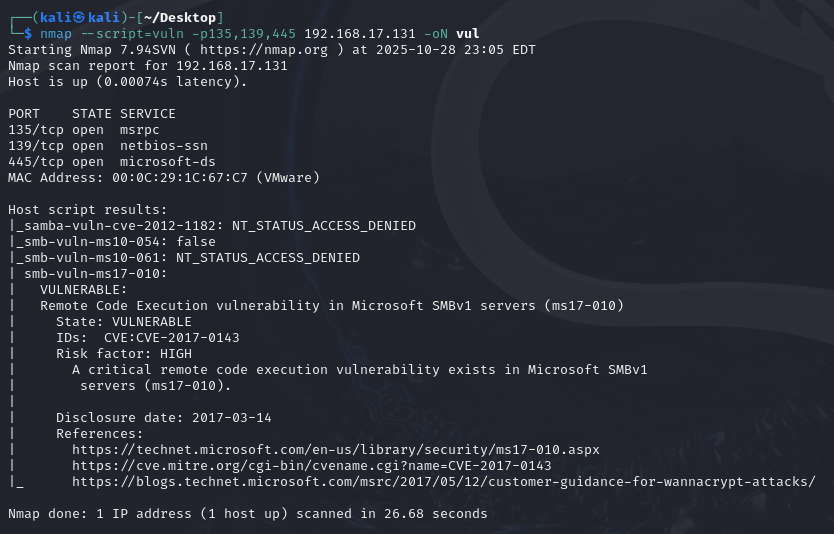 ┌──(kali㉿kali)-[~/Desktop]
└─$ nmap --script=vuln -p135,139,445 192.168.17.131 -oN vul
Starting Nmap 7.94SVN ( https://nmap.org ) at 2025-10-28 23:05 EDT
Nmap scan report for 192.168.17.131
Host is up (0.00074s latency).

PORT    STATE SERVICE
135/tcp open  msrpc
139/tcp open  netbios-ssn
445/tcp open  microsoft-ds
MAC Address: 00:0C:29:1C:67:C7 (VMware)

Host script results:
|_samba-vuln-cve-2012-1182: NT_STATUS_ACCESS_DENIED
|_smb-vuln-ms10-054: false
|_smb-vuln-ms10-061: NT_STATUS_ACCESS_DENIED
| smb-vuln-ms17-010:
|   VULNERABLE:
|   Remote Code Execution vulnerability in Microsoft SMBv1 servers (ms17-010)
|     State: VULNERABLE
|     IDs:  CVE:CVE-2017-0143
|     Risk factor: HIGH
|       A critical remote code execution vulnerability exists in Microsoft SMBv1
|        servers (ms17-010).
|
|     Disclosure date: 2017-03-14
|     References:
|       https://technet.microsoft.com/en-us/library/security/ms17-010.aspx
|       https://cve.mitre.org/cgi-bin/cvename.cgi?name=CVE-2017-0143
|_      https://blogs.technet.microsoft.com/msrc/2017/05/12/customer-guidance-for-wannacrypt-attacks/

Nmap done: 1 IP address (1 host up) scanned in 26.68 seconds